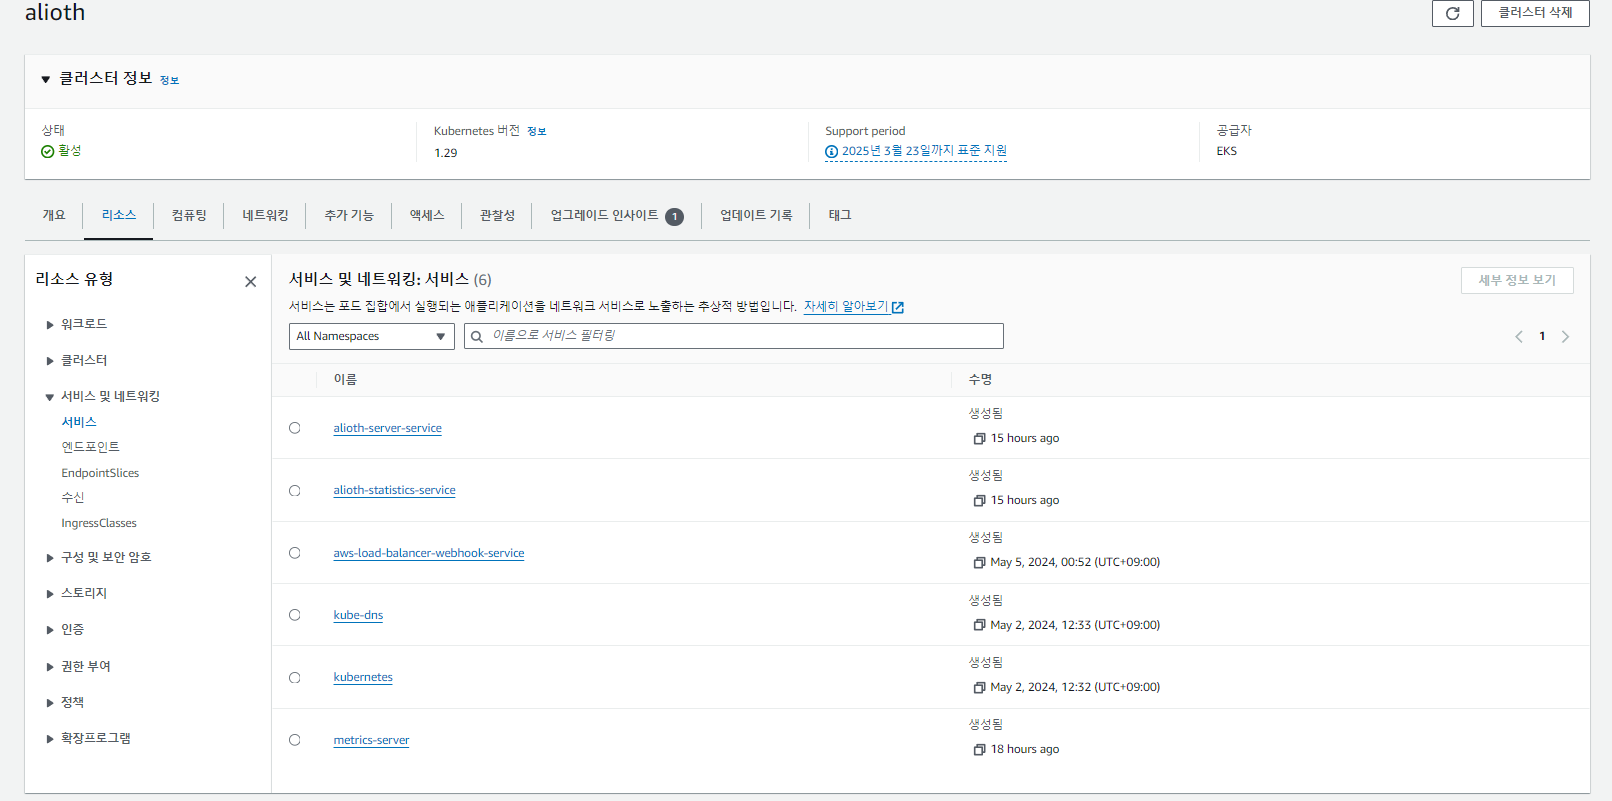 alioth
클러스터 삭제
클러스터 정보 정보
상태
활성
Kubernetes 버전 정보
1.29
Support period
2025년 3월 23일까지 표준 지원
공급자
EKS
개요 리소스 컴퓨팅 네트워킹 추가 기능 액세스 관찰성 업그레이드 인사이트 1 업데이트 기록 태그
리소스 유형
워크로드
클러스터
서비스 및 네트워킹
서비스
엔드포인트
EndpointSlices
수신
IngressClasses
구성 및 보안 암호
스토리지
인증
권한 부여
정책
확장프로그램
서비스 및 네트워킹: 서비스 (6)
세부 정보 보기
서비스는 포드 집합에서 실행되는 애플리케이션을 네트워크 서비스로 노출하는 추상적 방법입니다. 자세히 알아보기
All Namespaces
이름으로 서비스 필터링
1
이름 수명
alioth-server-service
생성됨
15 hours ago
alioth-statistics-service
생성됨
15 hours ago
aws-load-balancer-webhook-service
생성됨
May 5, 2024, 00:52 (UTC+09:00)
kube-dns
생성됨
May 2, 2024, 12:33 (UTC+09:00)
kubernetes
생성됨
May 2, 2024, 12:32 (UTC+09:00)
metrics-server
생성됨
18 hours ago